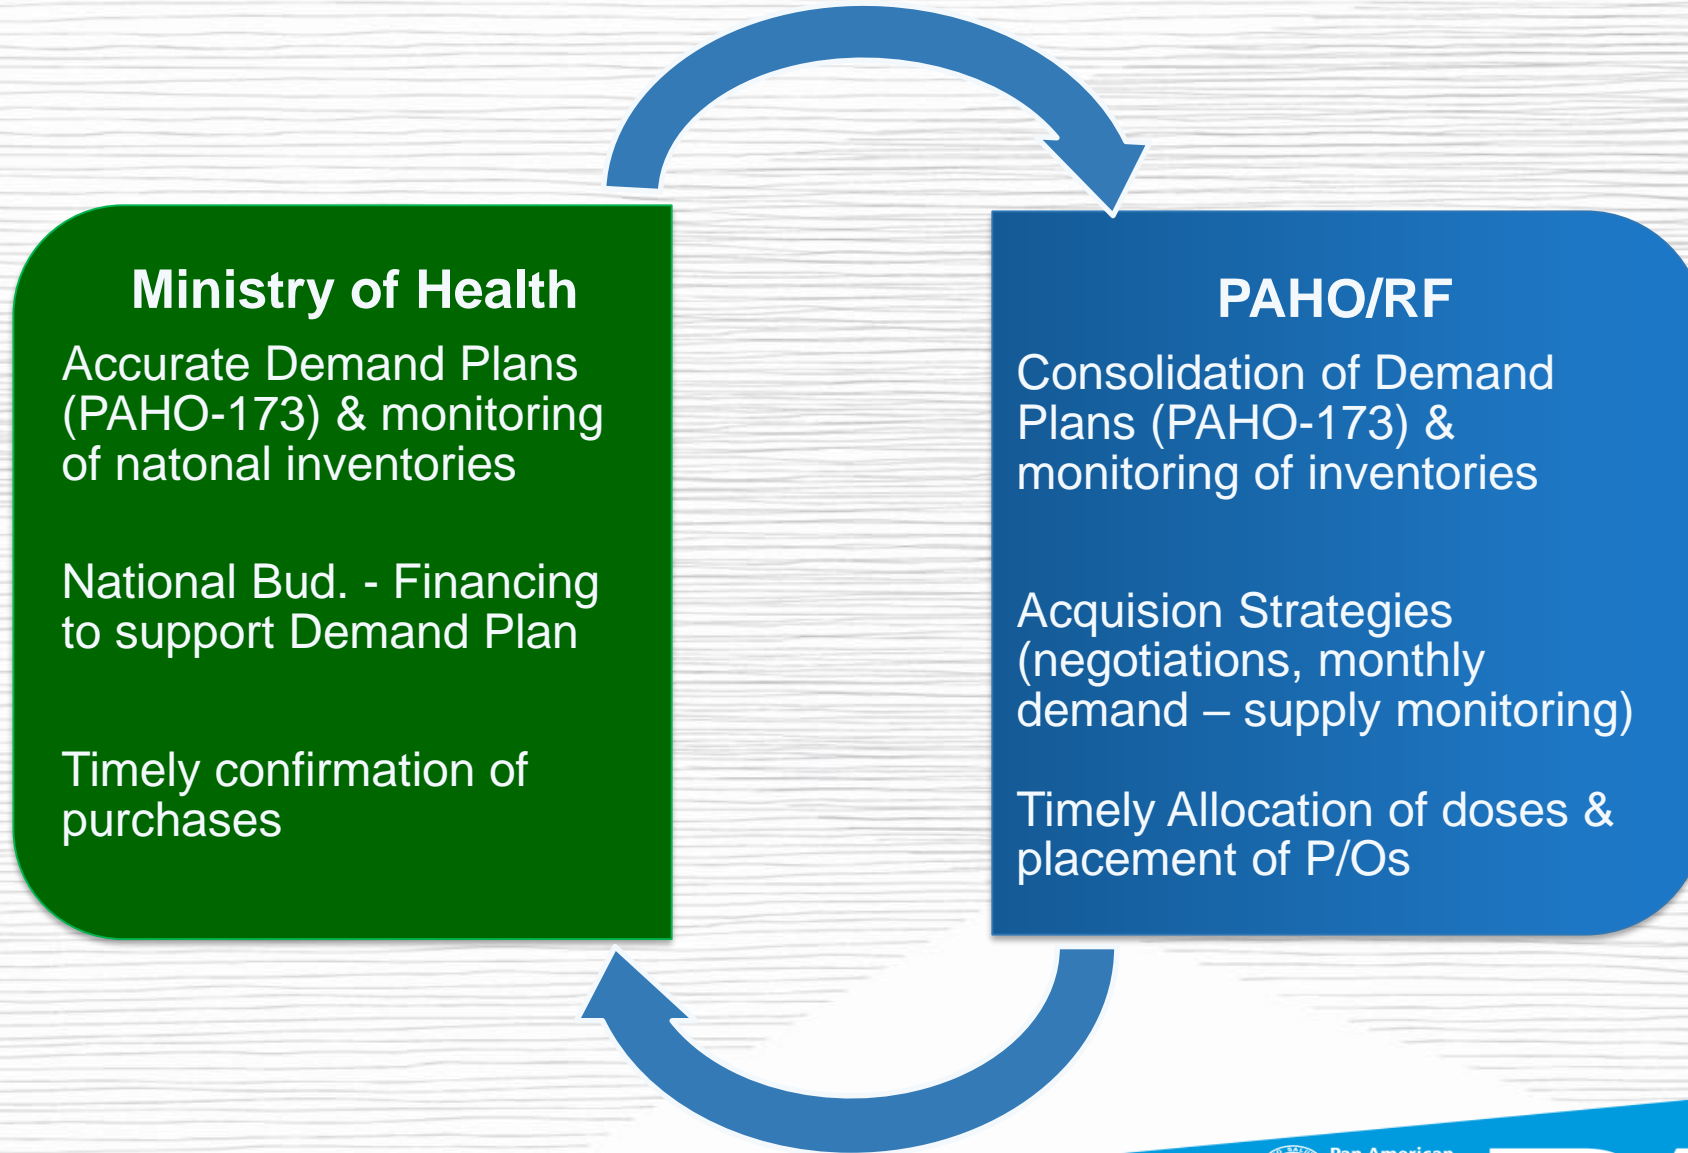 Ministry of Health
Accurate Demand Plans
(PAHO-173) & monitoring
of natonal inventories
National Bud. - Financing
to support Demand Plan
Timely confirmation of
purchases
PAHO/RF
Consolidation of Demand
Plans (PAHO-173) &
monitoring of inventories
Acquision Strategies
(negotiations, monthly
demand – supply monitoring)
Timely Allocation of doses &
placement of P/Os
Pan American